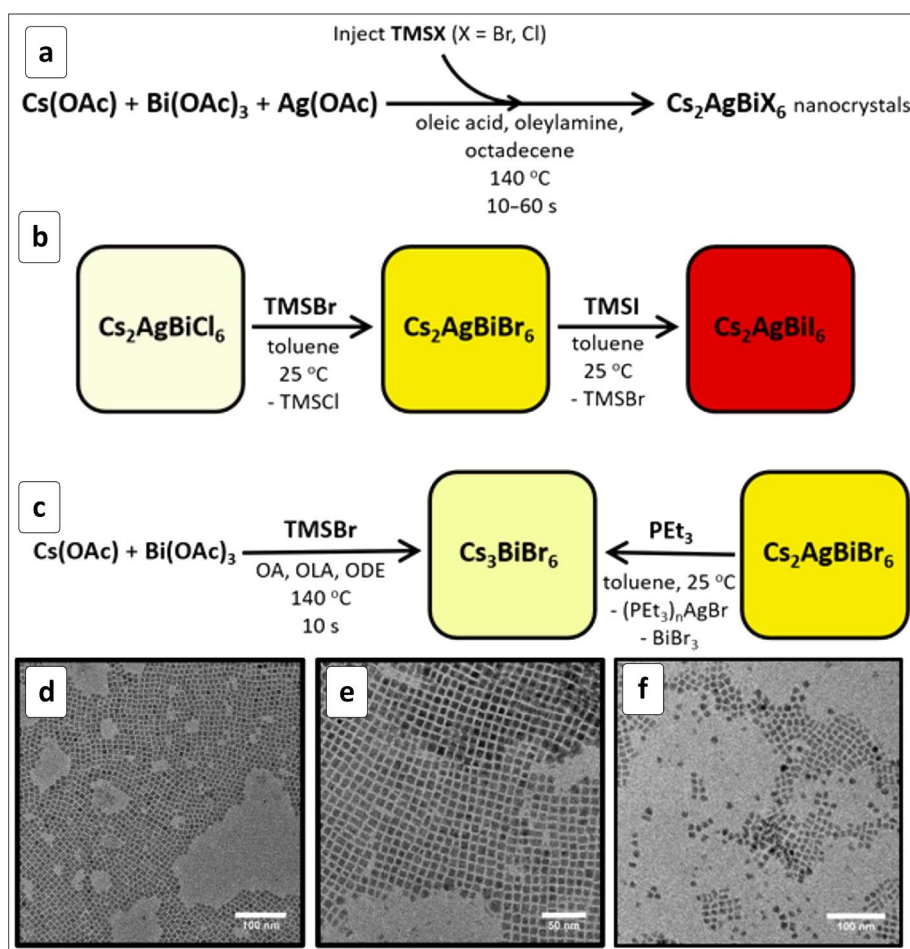 a
Inject TMSX (X = Br, Cl)
Cs(OAc) + Bi(OAc)₃ + Ag(OAc)
oleic acid, oleylamine,
octadecene
140 °C
10–60 s
Cs₂AgBiX₆ nanocrystals
b
Cs₂AgBiCl₆
TMSBr
toluene
25 °C
- TMSCl
Cs₂AgBiBr₆
TMSI
toluene
25 °C
- TMSBr
Cs₂AgBiI₆
c
Cs(OAc) + Bi(OAc)₃
TMSBr
OA, OLA, ODE
140 °C
10 s
Cs₃BiBr₆
PEt₃
toluene, 25 °C
- (PEt₃)ₙAgBr
- BiBr₃
Cs₂AgBiBr₆
d
100 nm
e
50 nm
f
100 nm